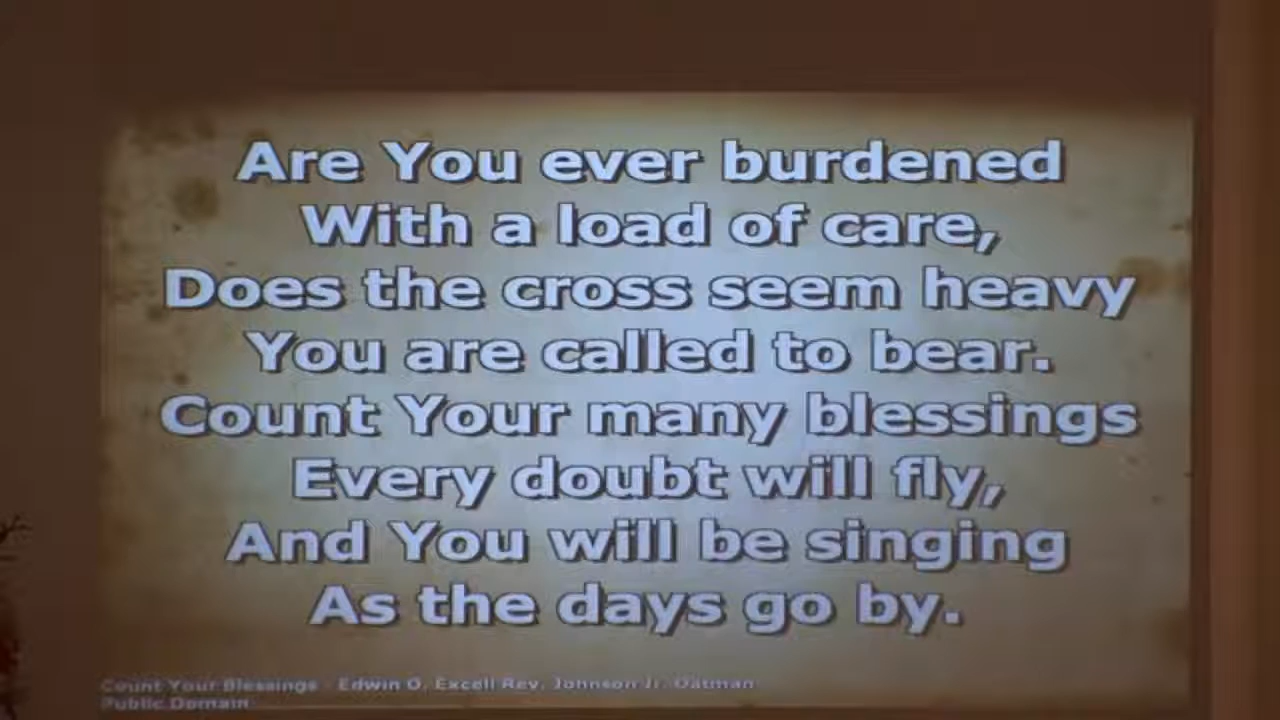 Are You ever burdened
With a load of care,
Does the cross seem heavy
You are called to bear.
Count Your many blessings
Every doubt will fly,
And You will be singing
As the days go by.
Count Your Blessings - Edwin O. Excell Rev. Johnson Jr. Oatman
Public Domain